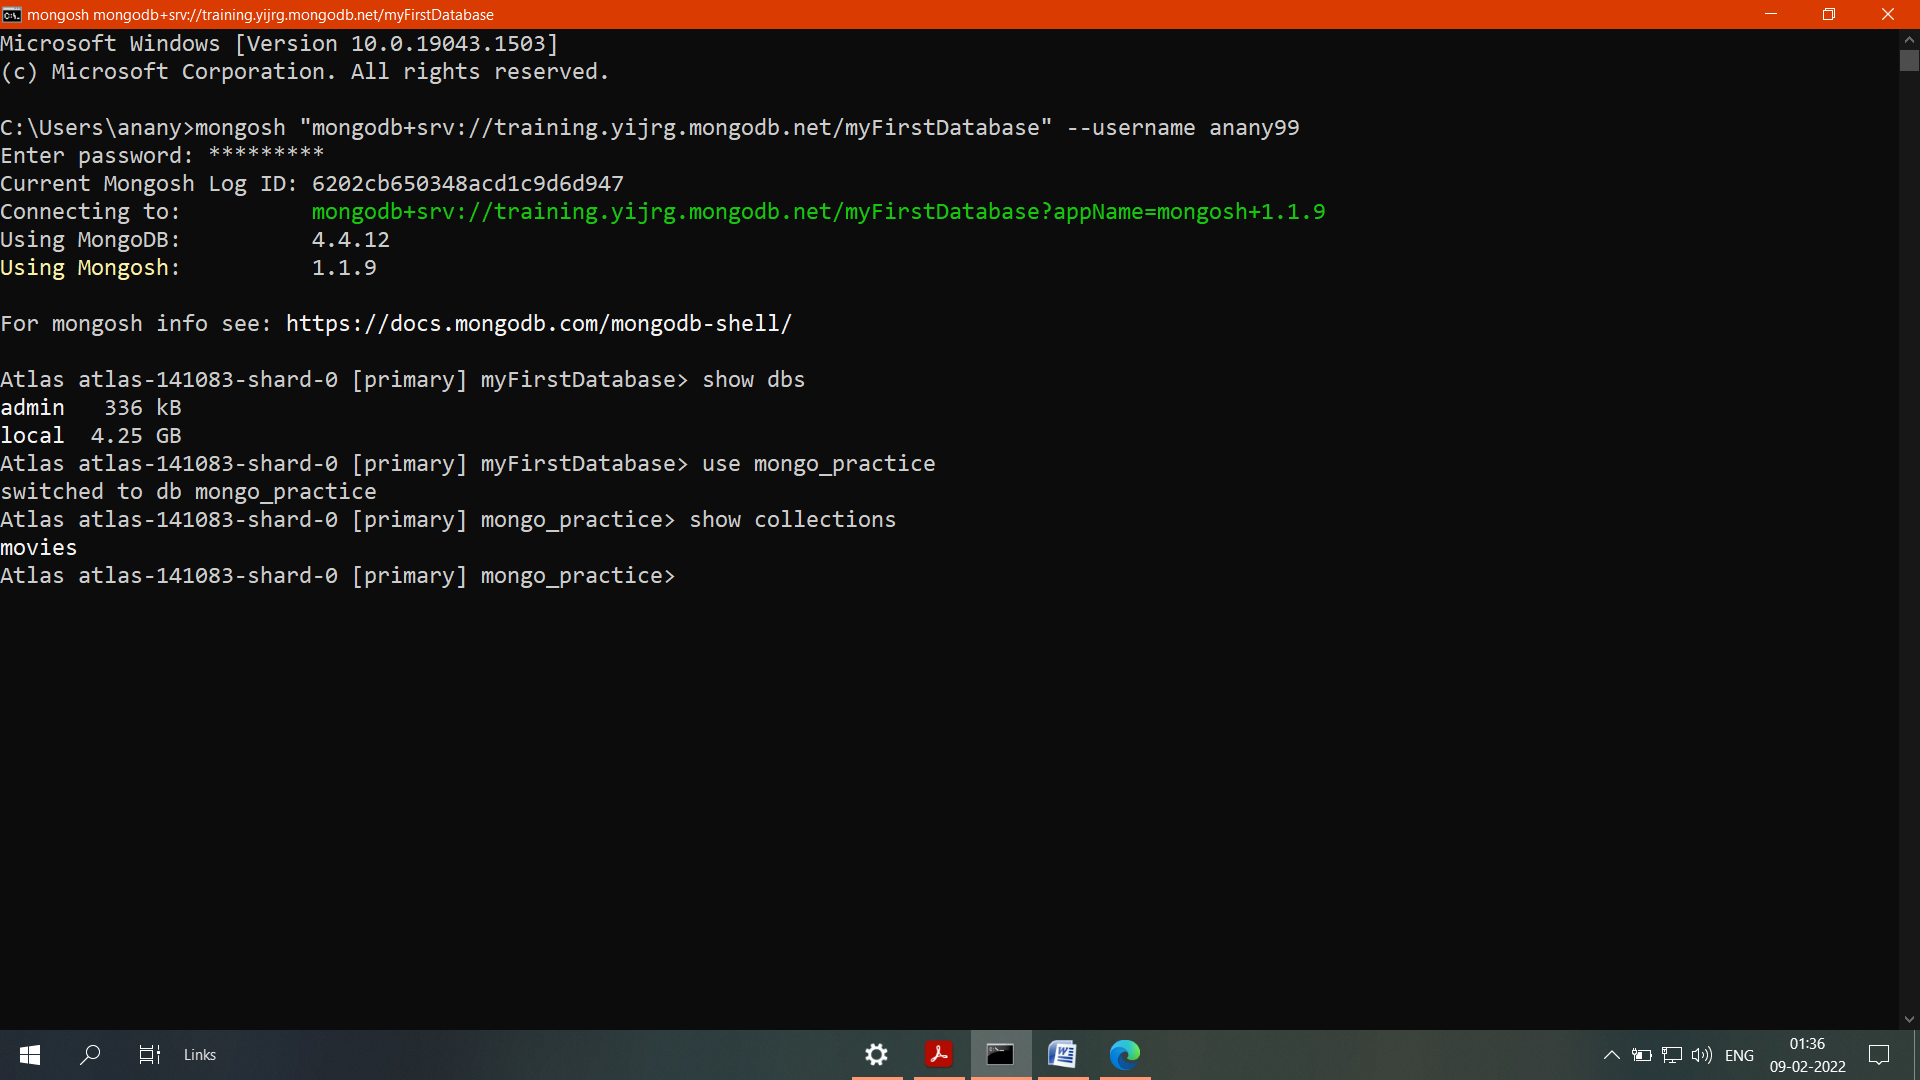 mongosh mongodb+srv://training.yijrg.mongodb.net/myFirstDatabase
Microsoft Windows [Version 10.0.19043.1503]
(c) Microsoft Corporation. All rights reserved.
C:\Users\anany>mongosh "mongodb+srv://training.yijrg.mongodb.net/myFirstDatabase" --username anany99
Enter password: *********
Current Mongosh Log ID: 6202cb650348acd1c9d6d947
Connecting to: mongodb+srv://training.yijrg.mongodb.net/myFirstDatabase?appName=mongosh+1.1.9
Using MongoDB: 4.4.12
Using Mongosh: 1.1.9
For mongosh info see: https://docs.mongodb.com/mongodb-shell/
Atlas atlas-141083-shard-0 [primary] myFirstDatabase> show dbs
admin 336 kB
local 4.25 GB
Atlas atlas-141083-shard-0 [primary] myFirstDatabase> use mongo_practice
switched to db mongo_practice
Atlas atlas-141083-shard-0 [primary] mongo_practice> show collections
movies
Atlas atlas-141083-shard-0 [primary] mongo_practice>
Links
ENG
01:36
09-02-2022